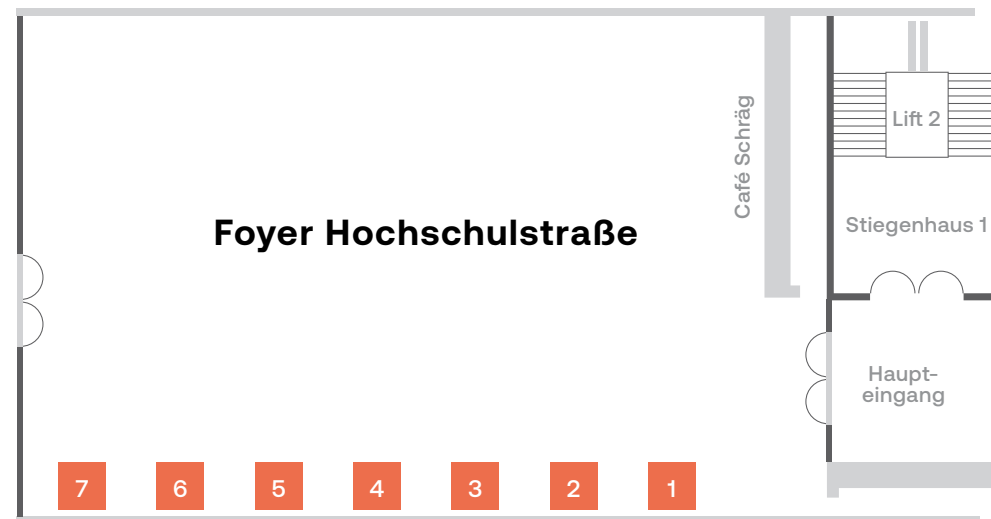 Lift 2
Café Schräg
Stiegenhaus 1
Foyer Hochschulstraße
Haupt-
eingang
7 6 5 4 3 2 1